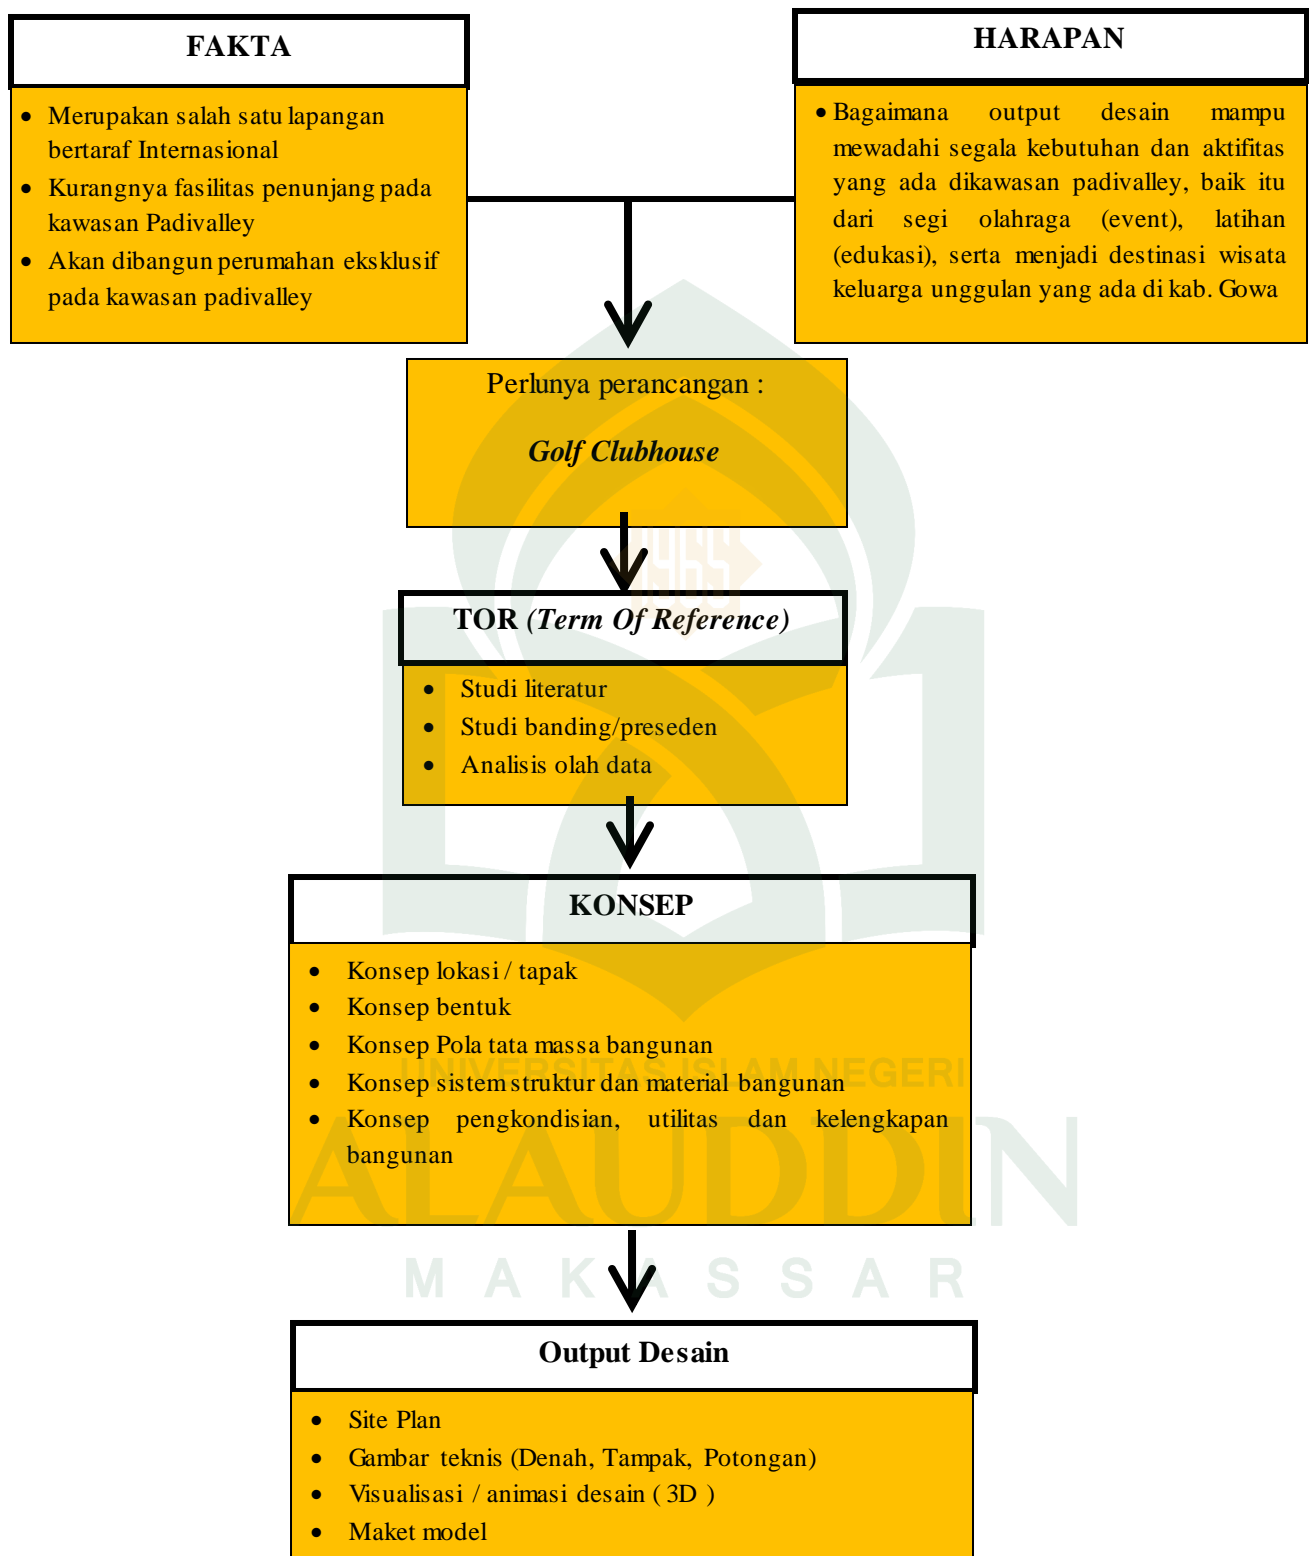 FAKTA
• Merupakan salah satu lapangan
bertaraf Internasional
• Kurangnya fasilitas penunjang pada
kawasan Padivalley
• Akan dibangun perumahan eksklusif
pada kawasan padivalley
HARAPAN
• Bagaimana output desain mampu
mewadahi segala kebutuhan dan aktifitas
yang ada dikawasan padivalley, baik itu
dari segi olahraga (event), latihan
(edukasi), serta menjadi destinasi wisata
keluarga unggulan yang ada di kab. Gowa
Perlunya perancangan :
Golf Clubhouse
1965
TOR (Term Of Reference)
• Studi literatur
• Studi banding/preseden
• Analisis olah data
KONSEP
• Konsep lokasi / tapak
• Konsep bentuk
• Konsep Pola tata massa bangunan
UNIVERSITAS ISLAM NEGERI
• Konsep sistem struktur dan material bangunan
• Konsep pengkondisian, utilitas dan kelengkapan
bangunan
ALAUDDIN
MAKASSAR
Output Desain
• Site Plan
• Gambar teknis (Denah, Tampak, Potongan)
• Visualisasi / animasi desain ( 3D )
• Maket model